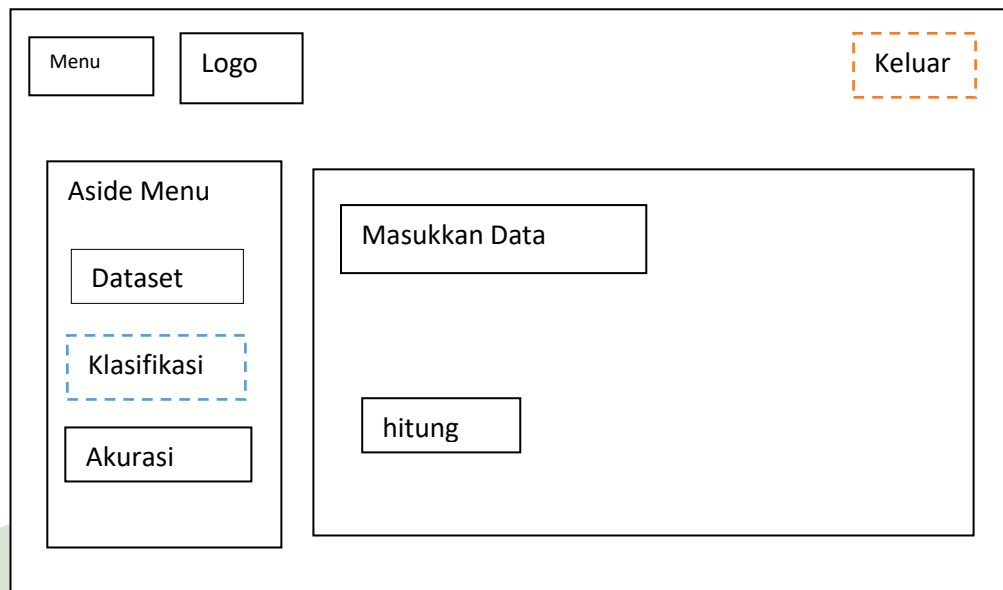 Menu
Logo
Keluar
Aside Menu
Dataset
Klasifikasi
Akurasi
Masukkan Data
hitung